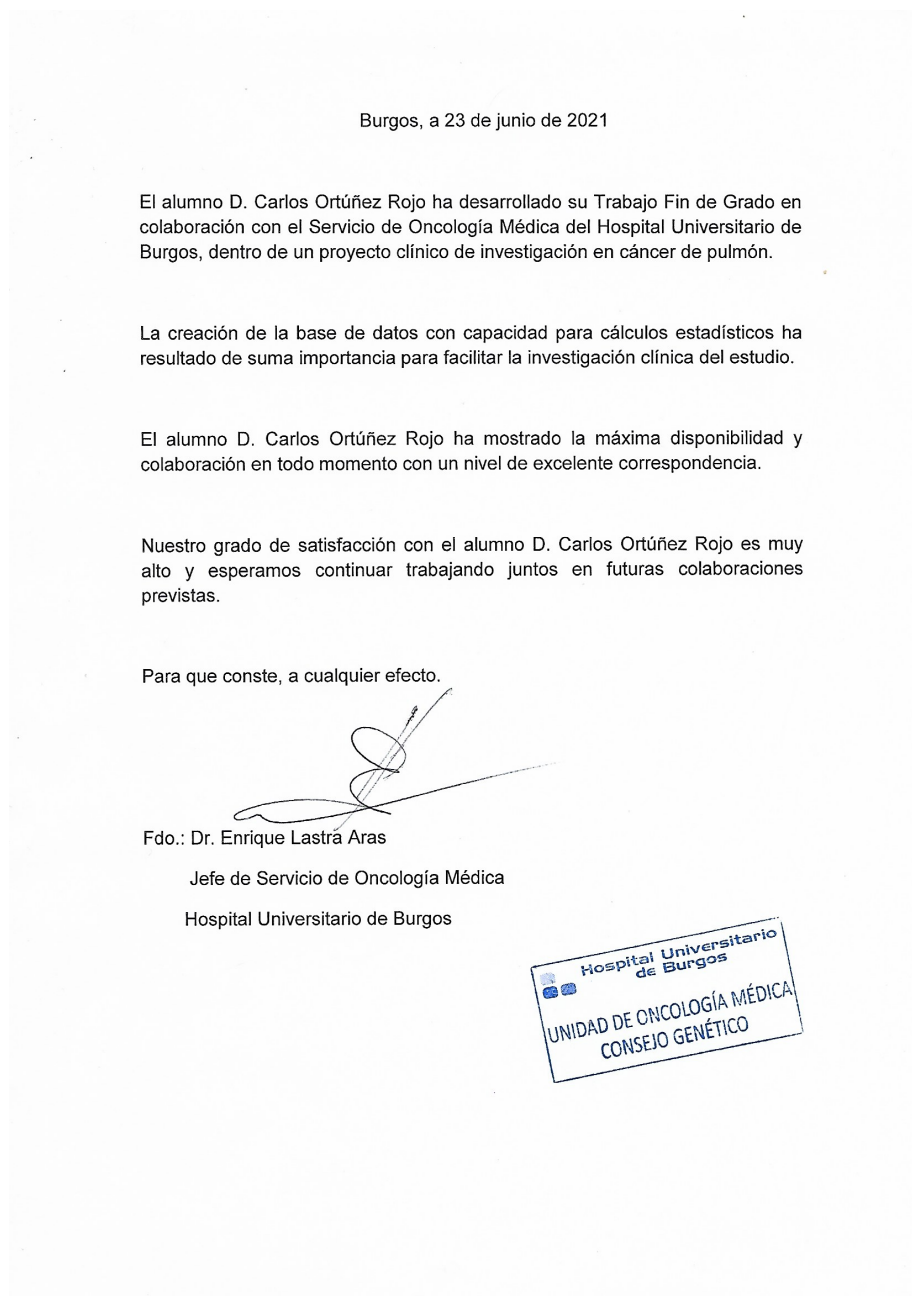 Burgos, a 23 de junio de 2021
El alumno D. Carlos Ortúñez Rojo ha desarrollado su Trabajo Fin de Grado en
colaboración con el Servicio de Oncología Médica del Hospital Universitario de
Burgos, dentro de un proyecto clínico de investigación en cáncer de pulmón.
La creación de la base de datos con capacidad para cálculos estadísticos ha
resultado de suma importancia para facilitar la investigación clínica del estudio.
El alumno D. Carlos Ortúñez Rojo ha mostrado la máxima disponibilidad y
colaboración en todo momento con un nivel de excelente correspondencia.
Nuestro grado de satisfacción con el alumno D. Carlos Ortúñez Rojo es muy
alto y esperamos continuar trabajando juntos en futuras colaboraciones
previstas.
Para que conste, a cualquier efecto.
Fdo.: Dr. Enrique Lastra Aras
Jefe de Servicio de Oncología Médica
Hospital Universitario de Burgos
Hospital Universitario
de Burgos
UNIDAD DE ONCOLOGÍA MÉDICA
CONSEJO GENÉTICO